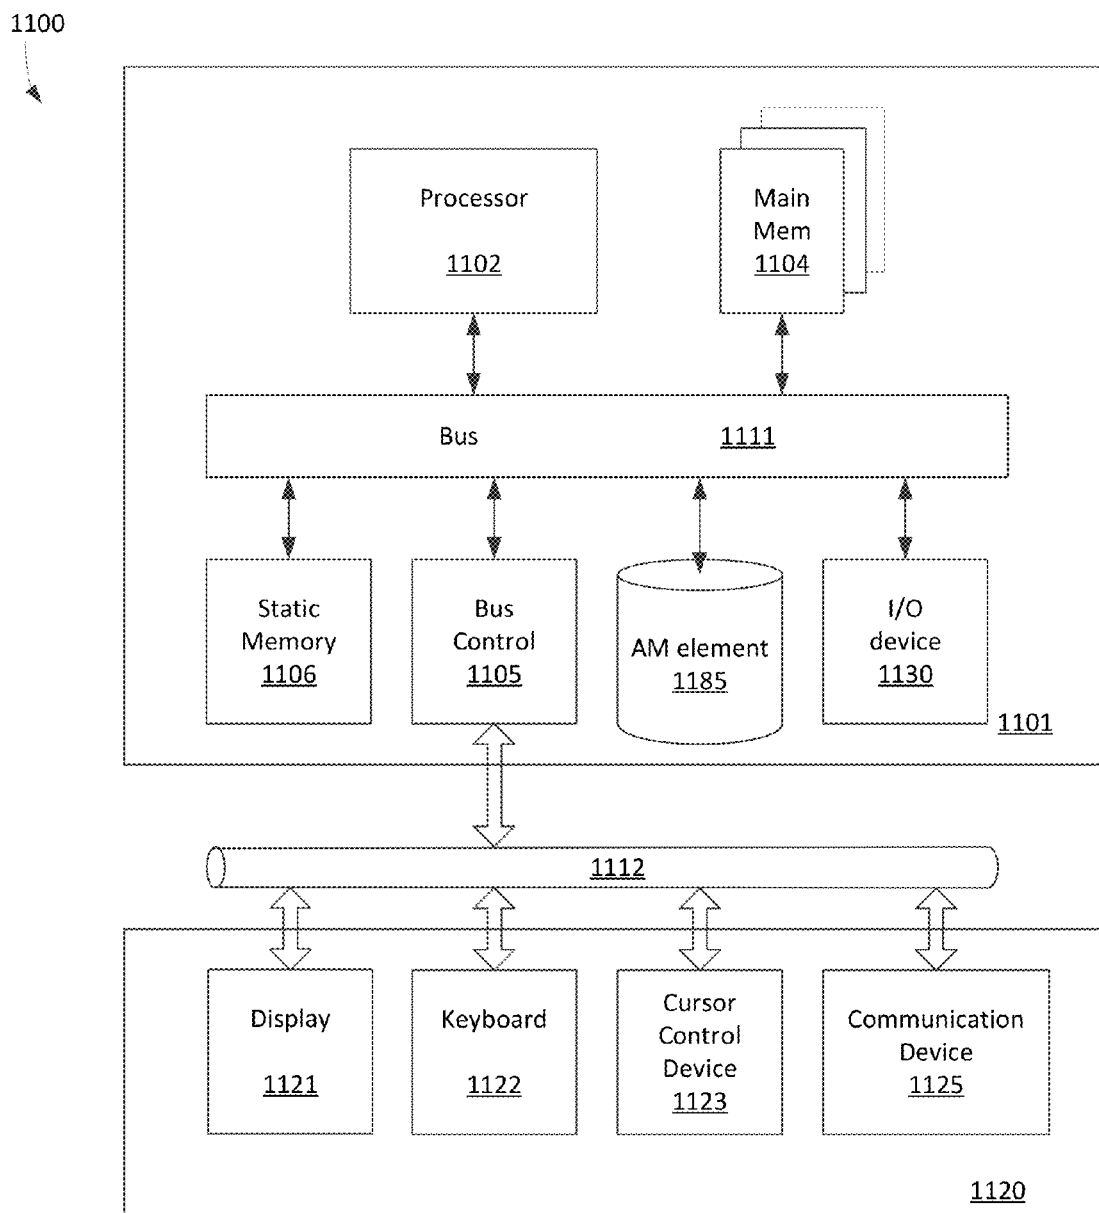 1100
Processor
1102
Main
Mem
1104
Bus
1111
Static
Memory
1106
Bus
Control
1105
AM element
1185
I/O
device
1130
1101
1112
Display
1121
Keyboard
1122
Cursor
Control
Device
1123
Communication
Device
1125
1120